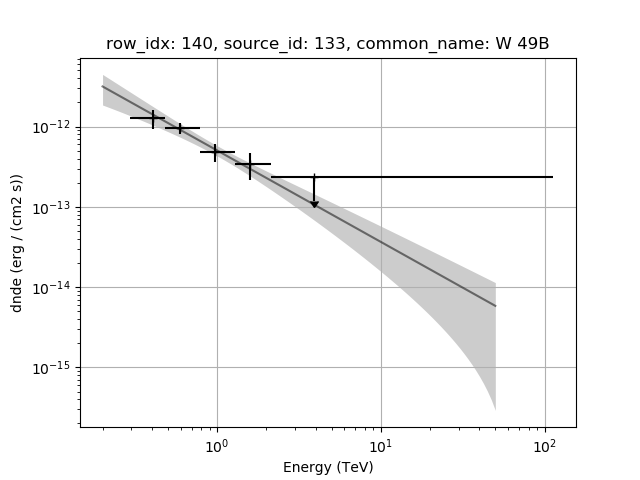 row_idx: 140, source_id: 133, common_name: W 49B
dnde (erg / (cm2 s))
10⁻¹²
10⁻¹³
10⁻¹⁴
10⁻¹⁵
10⁰ 10¹ 10²
Energy (TeV)